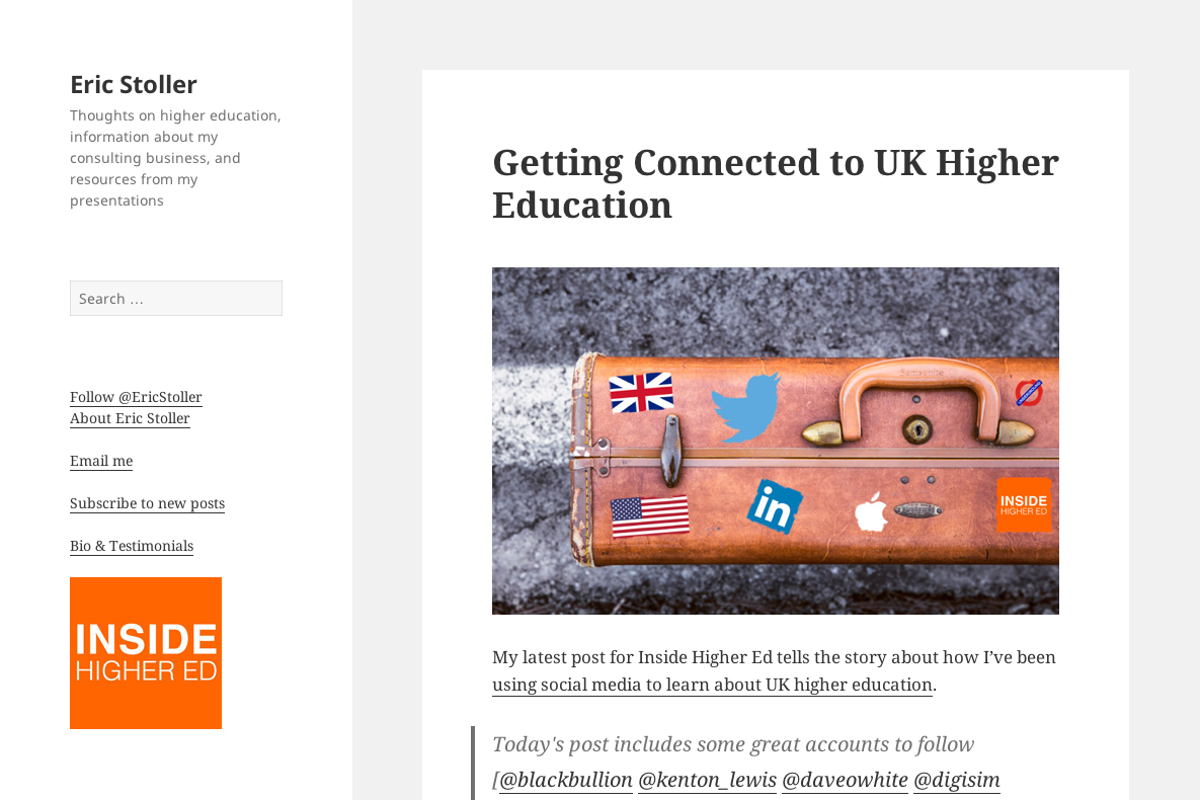 Eric Stoller
Thoughts on higher education,
information about my
consulting business, and
resources from my
presentations
Search …
Follow @EricStoller
About Eric Stoller
Email me
Subscribe to new posts
Bio & Testimonials
INSIDE
HIGHER ED
Getting Connected to UK Higher
Education
Samsonite
in
INSIDE
HIGHER ED
My latest post for Inside Higher Ed tells the story about how I’ve been
using social media to learn about UK higher education.
Today's post includes some great accounts to follow
[@blackbullion @kenton_lewis @daveowhite @digisim